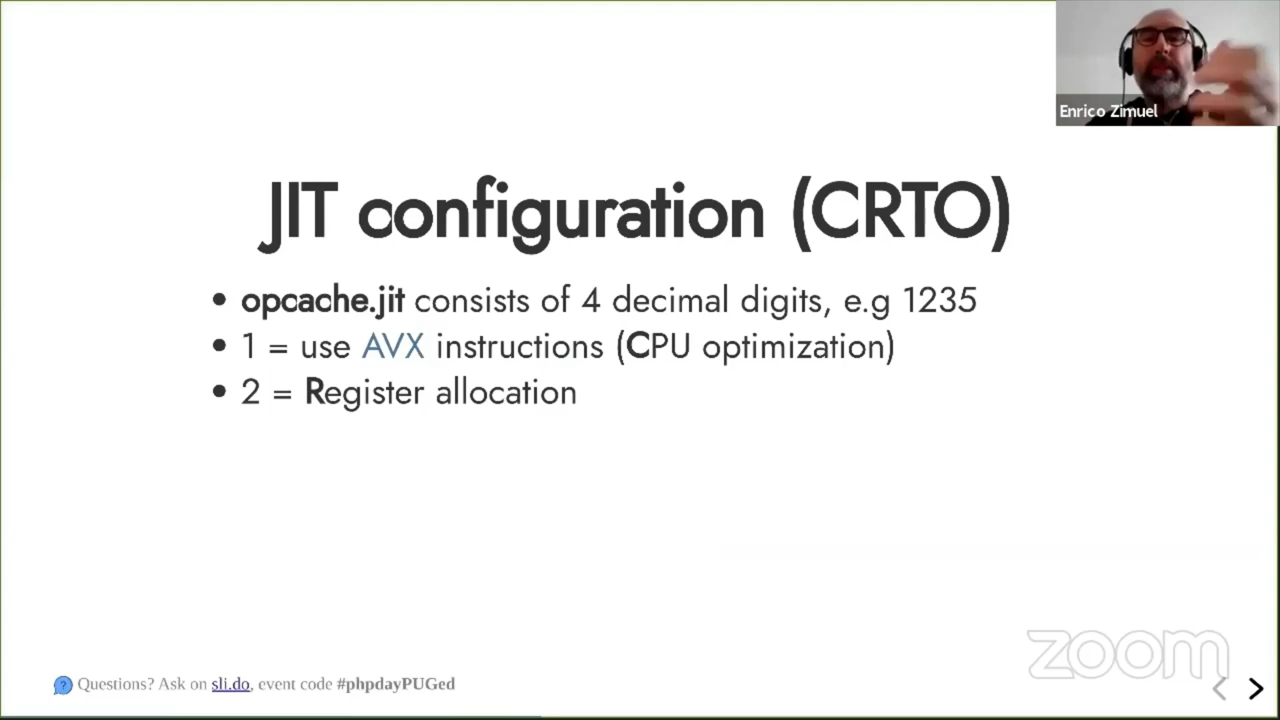 Enrico Zimuel
JIT configuration (CRTO)
• opcache.jit consists of 4 decimal digits, e.g 1235
• 1 = use AVX instructions (CPU optimization)
• 2 = Register allocation
zoom
Questions? Ask on sli.do, event code #phpdayPUGed